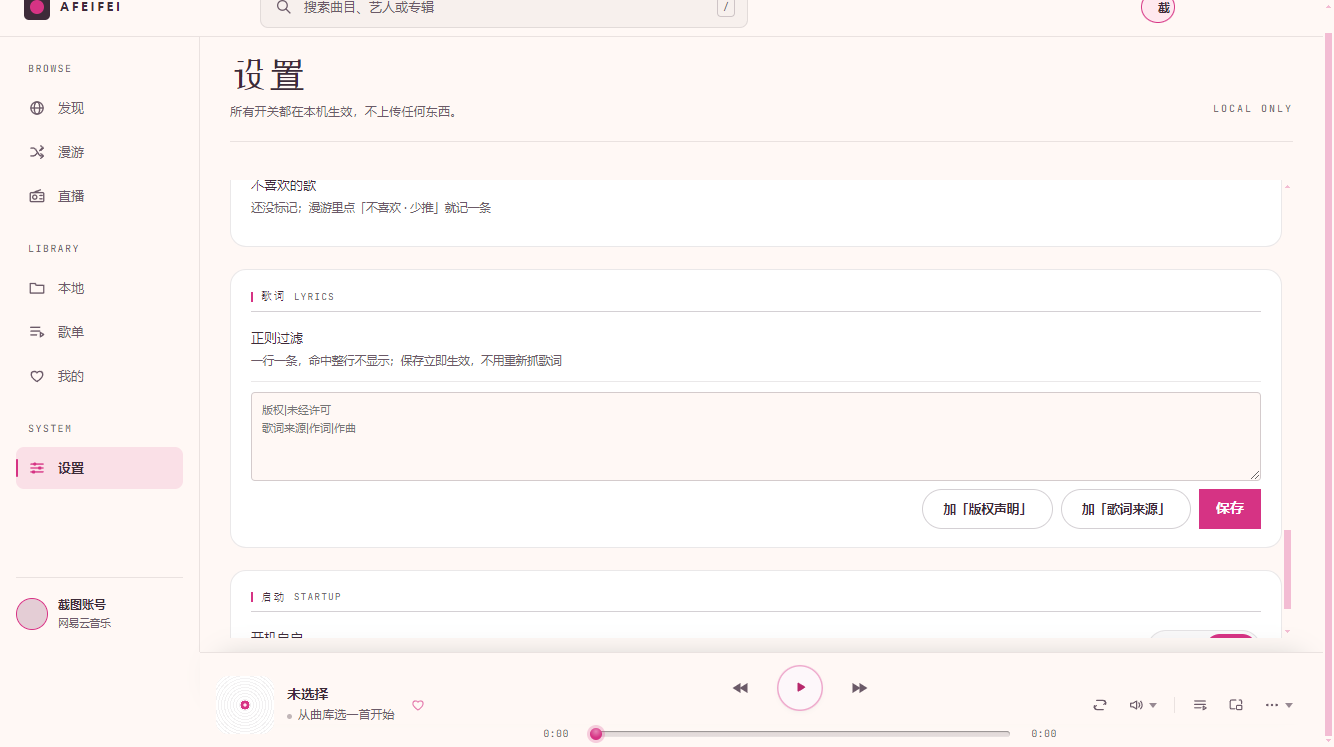 AFEIFEI
搜索曲目、艺人或专辑
/
截
BROWSE
发现
漫游
直播
LIBRARY
本地
歌单
我的
SYSTEM
设置
截图账号
网易云音乐
设置
所有开关都在本机生效，不上传任何东西。
LOCAL ONLY
不喜欢的歌
还没标记；漫游里点「不喜欢 · 少推」就记一条
歌词 LYRICS
正则过滤
一行一条，命中整行不显示；保存立即生效，不用重新抓歌词
版权|未经许可
歌词来源|作词|作曲
加「版权声明」
加「歌词来源」
保存
启动 STARTUP
开机自启
未选择
从曲库选一首开始
0:00
0:00